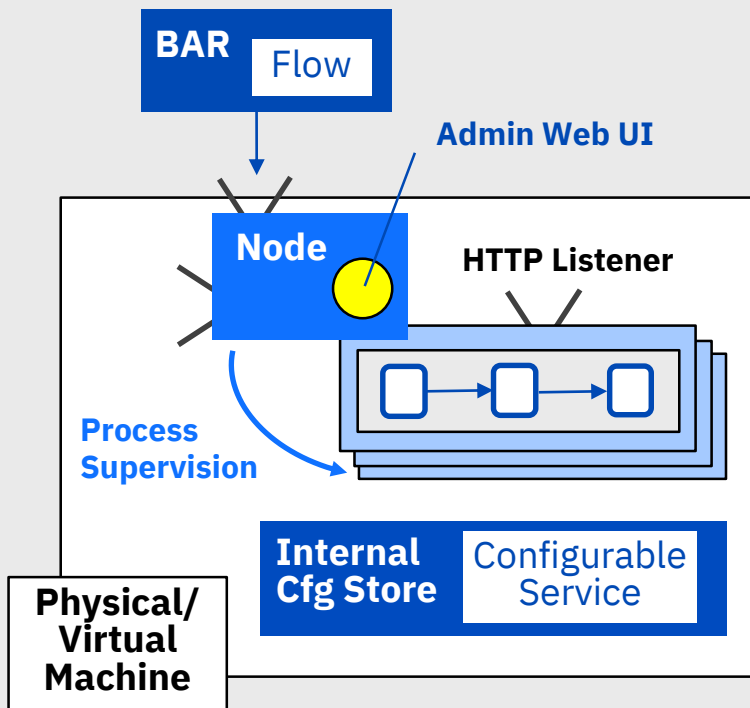 BAR
Flow
Admin Web UI
Node
HTTP Listener
Process
Supervision
Internal
Cfg Store
Configurable
Service
Physical/
Virtual
Machine